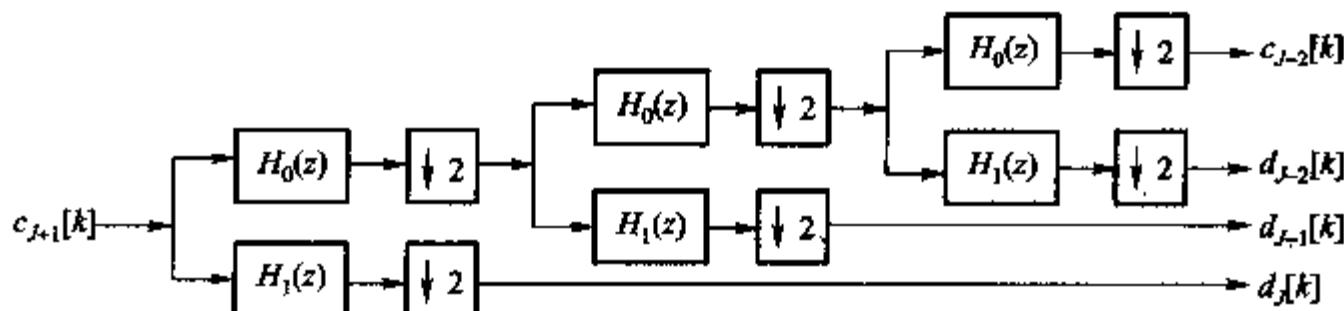 H₀(z) ↓ 2 c_{J-2}[k]
H₀(z) ↓ 2
H₀(z) ↓ 2 H₁(z) ↓ 2 d_{J-2}[k]
c_{J+1}[k] H₁(z) ↓ 2 d_{J-1}[k]
H₁(z) ↓ 2 d_J[k]